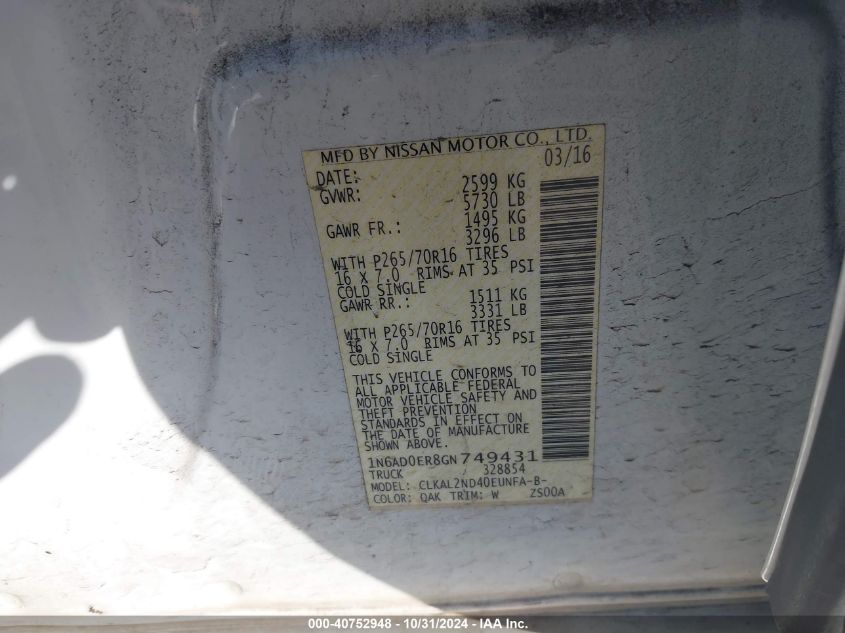 MFD BY NISSAN MOTOR CO., LTD.
DATE: 03/16
GVWR: 2599 KG
5730 LB
GAWR FR.: 1495 KG
3296 LB
WITH P265/70R16 TIRES
16 X 7.0 RIMS AT 35 PSI
COLD SINGLE
GAWR RR.: 1511 KG
3331 LB
WITH P265/70R16 TIRES
16 X 7.0 RIMS AT 35 PSI
COLD SINGLE
THIS VEHICLE CONFORMS TO
ALL APPLICABLE FEDERAL
MOTOR VEHICLE SAFETY AND
THEFT PREVENTION
STANDARDS IN EFFECT ON
THE DATE OF MANUFACTURE
SHOWN ABOVE.
1N6AD0ER8GN749431
TRUCK / 328854
MODEL: CLKAL2ND40EUNFA-B-
COLOR: QAK TRIM: W ZS00A
000-40752948 - 10/31/2024 - IAA Inc.